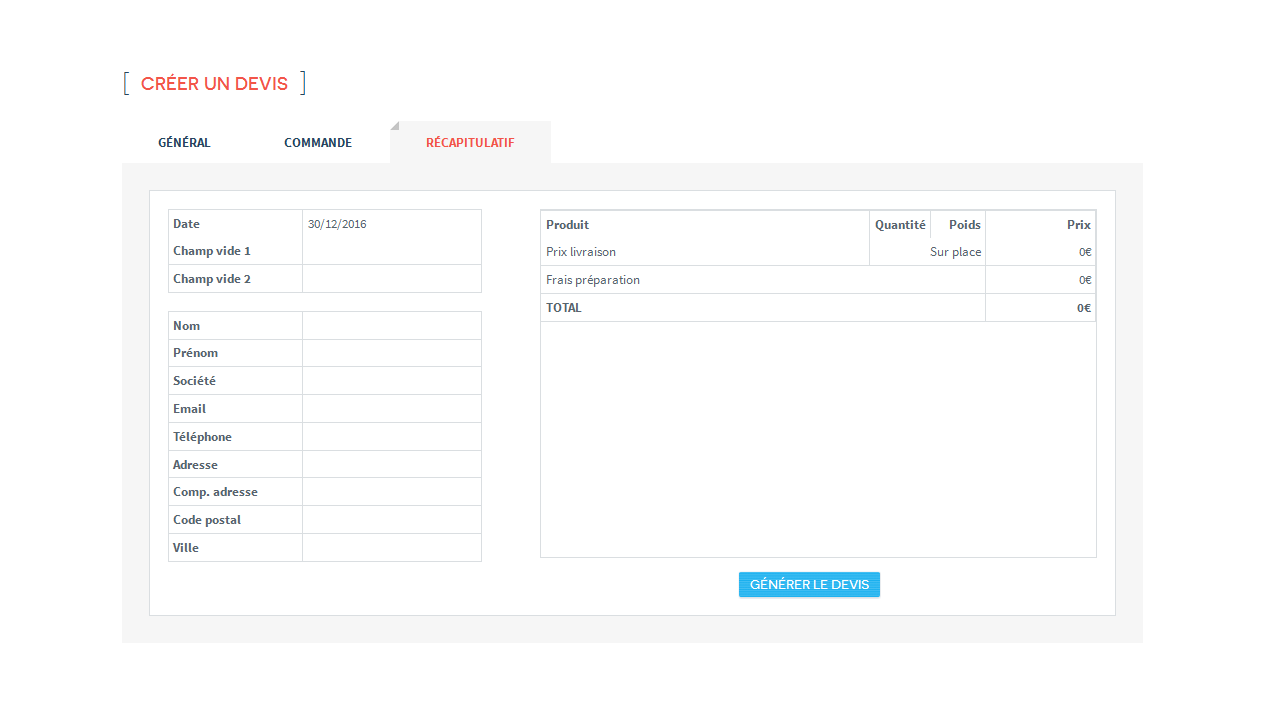 [ CRÉER UN DEVIS ]
GÉNÉRAL COMMANDE RÉCAPITULATIF
Date 30/12/2016
Champ vide 1
Champ vide 2
Nom
Prénom
Société
Email
Téléphone
Adresse
Comp. adresse
Code postal
Ville
Produit Quantité Poids Prix
Prix livraison Sur place 0€
Frais préparation 0€
TOTAL 0€
GÉNÉRER LE DEVIS